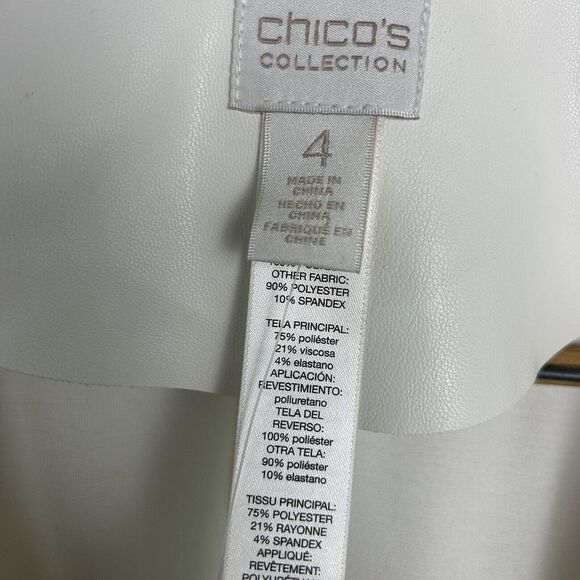 chico's
COLLECTION
4
MADE IN
CHINA
HECHO EN
CHINA
FABRIQUÉ EN
CHINE
OTHER FABRIC:
90% POLYESTER
10% SPANDEX
TELA PRINCIPAL:
75% poliéster
21% viscosa
4% elastano
APLICACIÓN:
REVESTIMIENTO:
poliuretano
TELA DEL
REVERSO:
100% poliéster
OTRA TELA:
90% poliéster
10% elastano
TISSU PRINCIPAL:
75% POLYESTER
21% RAYONNE
4% SPANDEX
APPLIQUÉ:
REVÊTEMENT: